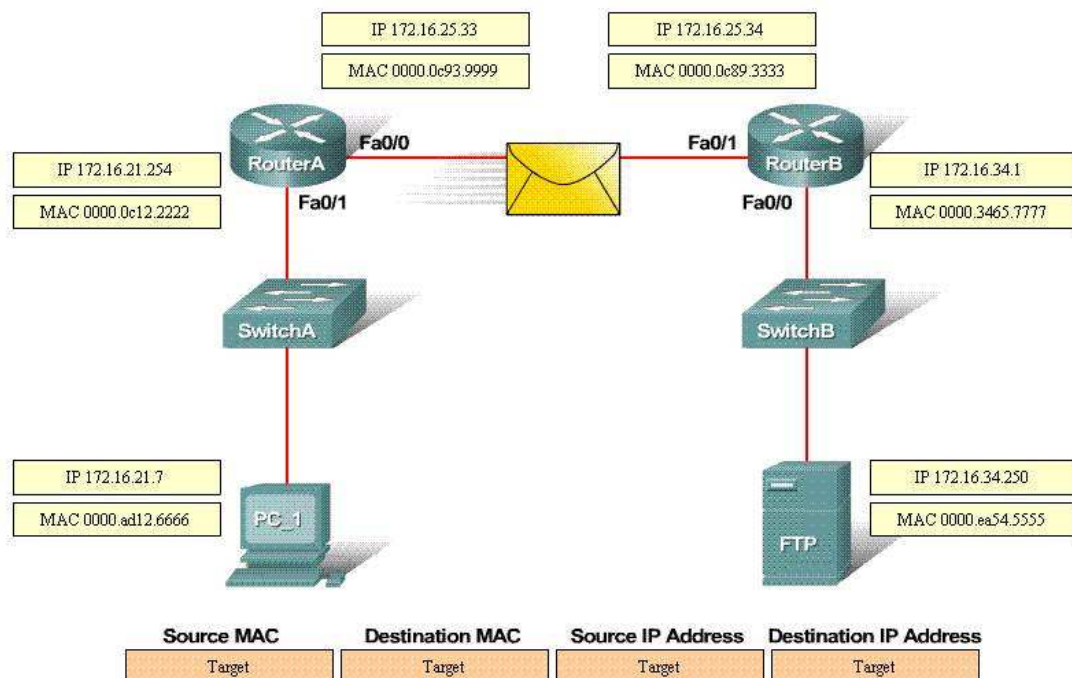 IP 172.16.25.33
IP 172.16.25.34
MAC 0000.0c93.9999
MAC 0000.0c89.3333
Fa0/0
Fa0/1
RouterA
RouterB
IP 172.16.21.254
IP 172.16.34.1
Fa0/1
Fa0/0
MAC 0000.0c12.2222
MAC 0000.3465.7777
SwitchA
SwitchB
IP 172.16.21.7
IP 172.16.34.250
MAC 0000.ad12.6666
PC_1
FTP
MAC 0000.ea54.5555
Source MAC Destination MAC Source IP Address Destination IP Address
Target Target Target Target